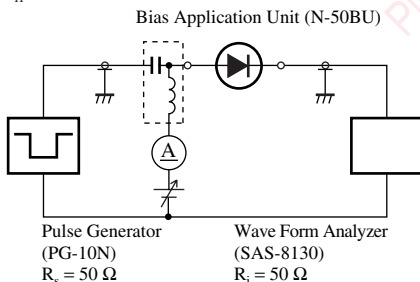 Bias Application Unit (N-50BU)
A
Pulse Generator
(PG-10N)
Rs = 50 Ω
Wave Form Analyzer
(SAS-8130)
Ri = 50 Ω